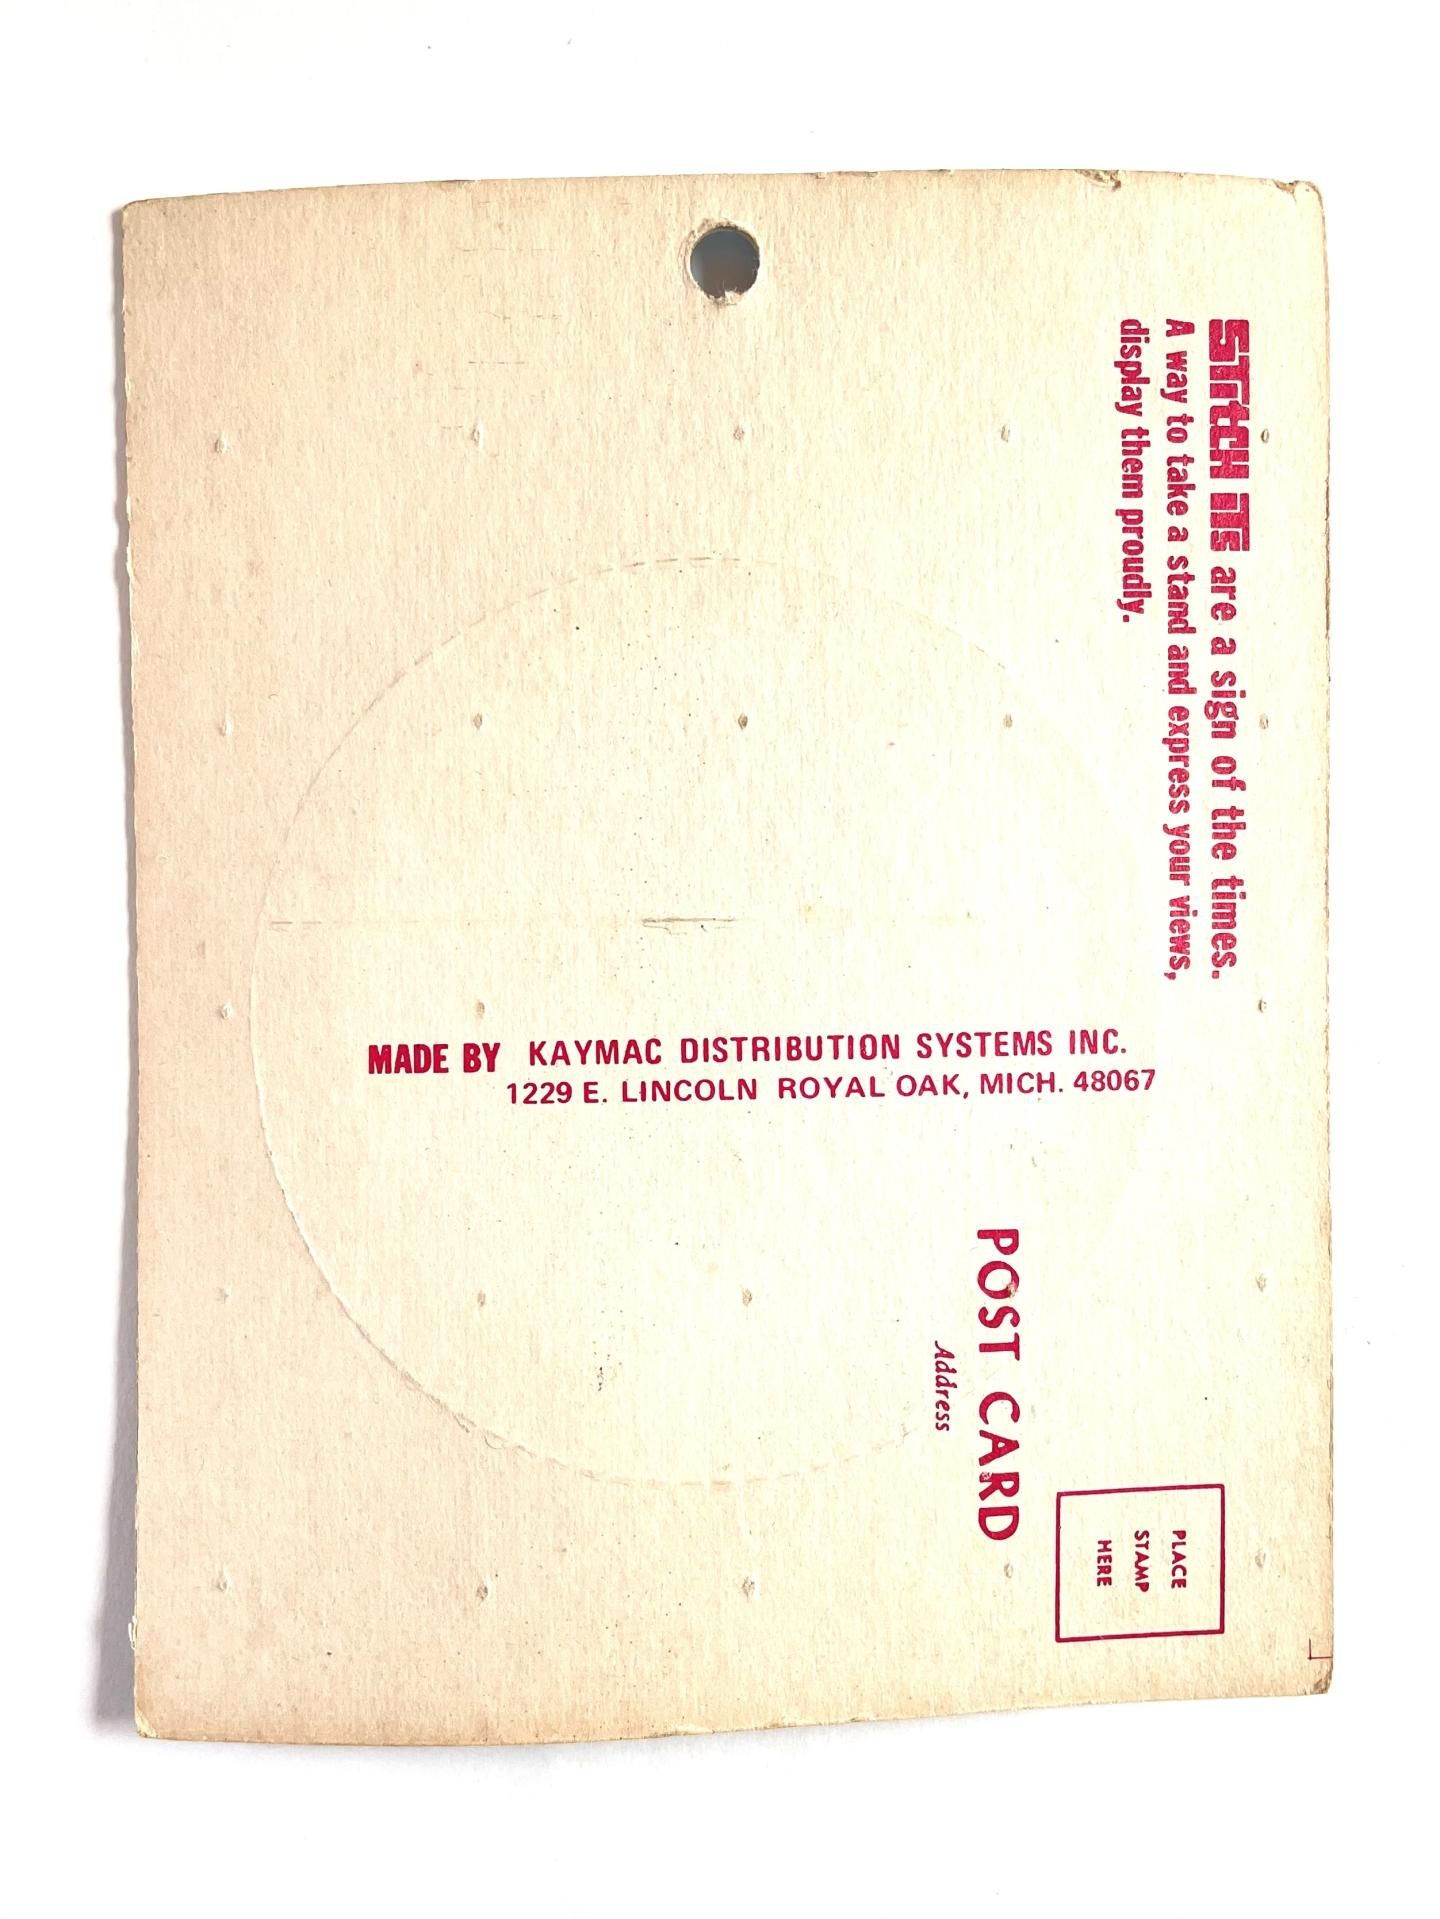 STITCH ITS are a sign of the times.
A way to take a stand and express your views,
display them proudly.
MADE BY KAYMAC DISTRIBUTION SYSTEMS INC.
1229 E. LINCOLN ROYAL OAK, MICH. 48067
POST CARD
Address
PLACE
STAMP
HERE